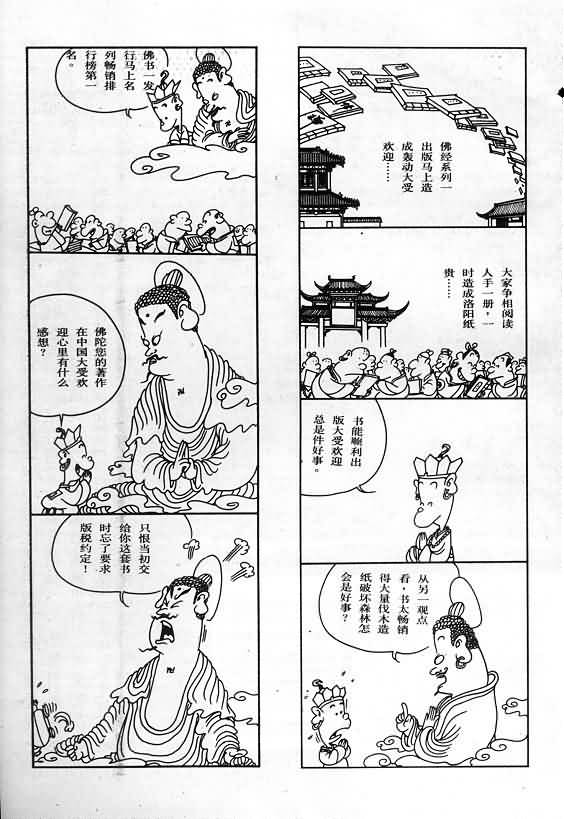 佛经系列一
出版马上造
成轰动大受
欢迎……
大家争相阅读
人手一册，一
时造成洛阳纸
贵……
书能顺利出
版大受欢迎
总是件好事。
从另一观点
看，书太畅销
得大量伐木造
纸破坏森林怎
会是好事？
佛书一发
行马上名
列畅销排
行榜第一
名。
佛陀您的著作
在中国大受欢
迎心里有什么
感想？
只恨当初交
给你这套书
时忘了要求
版税约定！